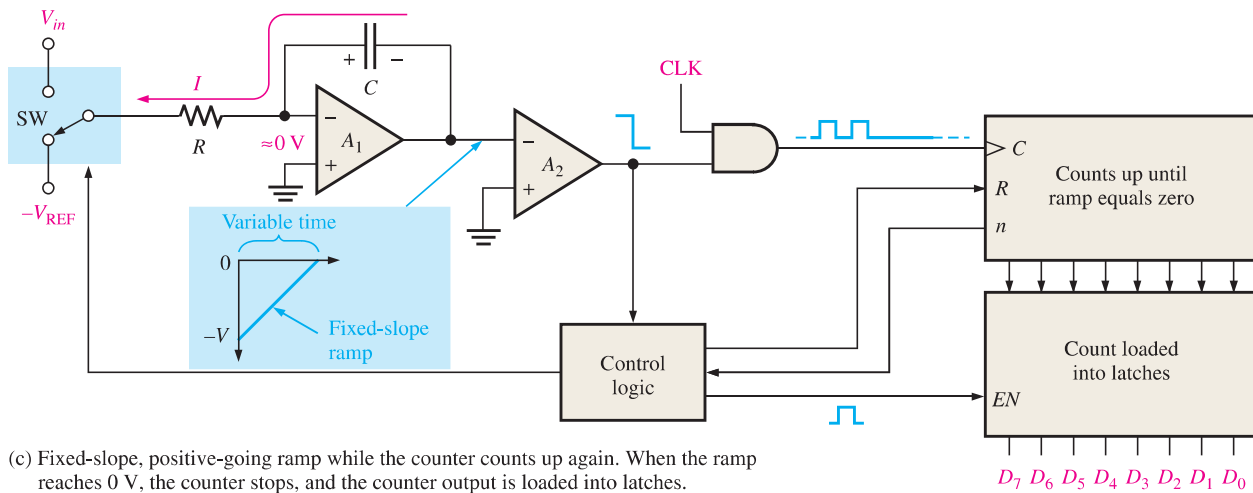 V_in
SW
−V_REF
I
R
≈0 V
+ −
C
−
A_1
+
−
A_2
+
CLK
Variable time
0
−V
Fixed-slope
ramp
Control
logic
C
R
n
Counts up until
ramp equals zero
Count loaded
into latches
EN
D_7 D_6 D_5 D_4 D_3 D_2 D_1 D_0
(c) Fixed-slope, positive-going ramp while the counter counts up again. When the ramp
reaches 0 V, the counter stops, and the counter output is loaded into latches.